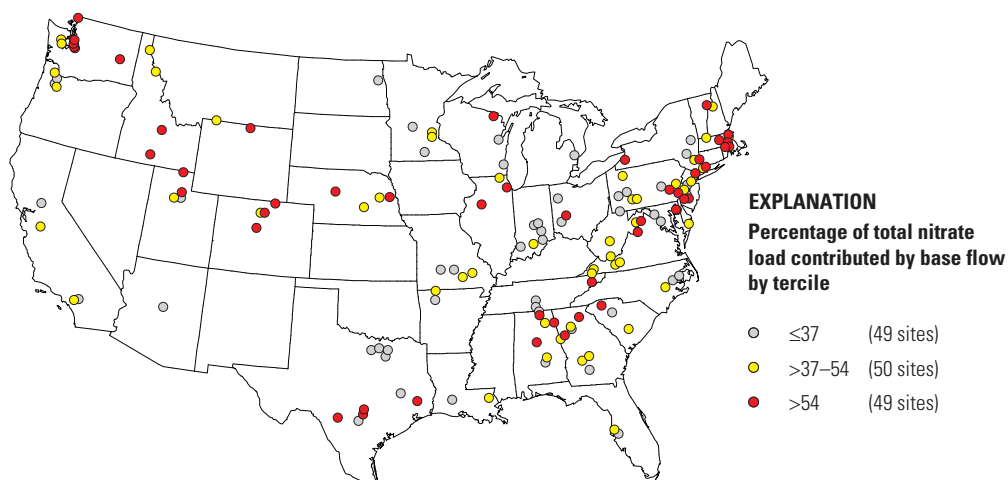 EXPLANATION
Percentage of total nitrate
load contributed by base flow
by tercile
≤37 (49 sites)
>37–54 (50 sites)
>54 (49 sites)